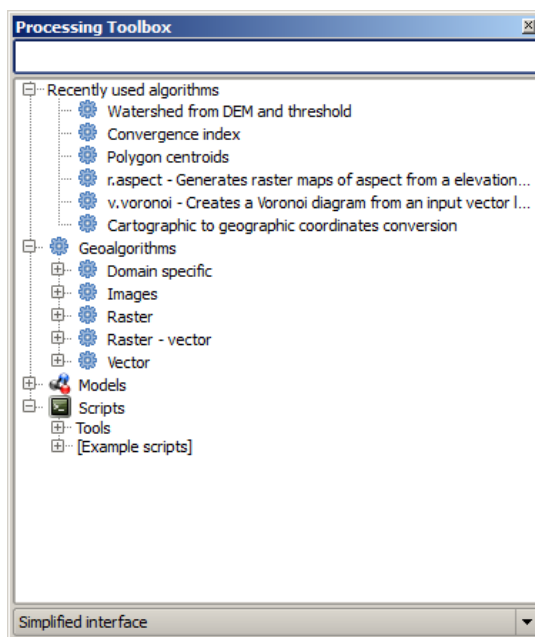 Processing Toolbox
Recently used algorithms
Watershed from DEM and threshold
Convergence index
Polygon centroids
r.aspect - Generates raster maps of aspect from a elevation...
v.voronoi - Creates a Voronoi diagram from an input vector l...
Cartographic to geographic coordinates conversion
Geoalgorithms
Domain specific
Images
Raster
Raster - vector
Vector
Models
Scripts
Tools
[Example scripts]
Simplified interface